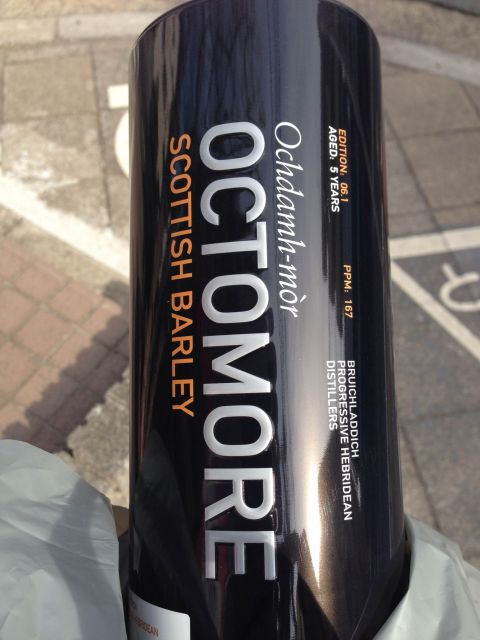 EDITION: 06.1
AGED: 5 YEARS
PPM: 167
BRUICHLADDICH
PROGRESSIVE HEBRIDEAN
DISTILLERS
Ochdamh-mòr
OCTOMORE
SCOTTISH BARLEY